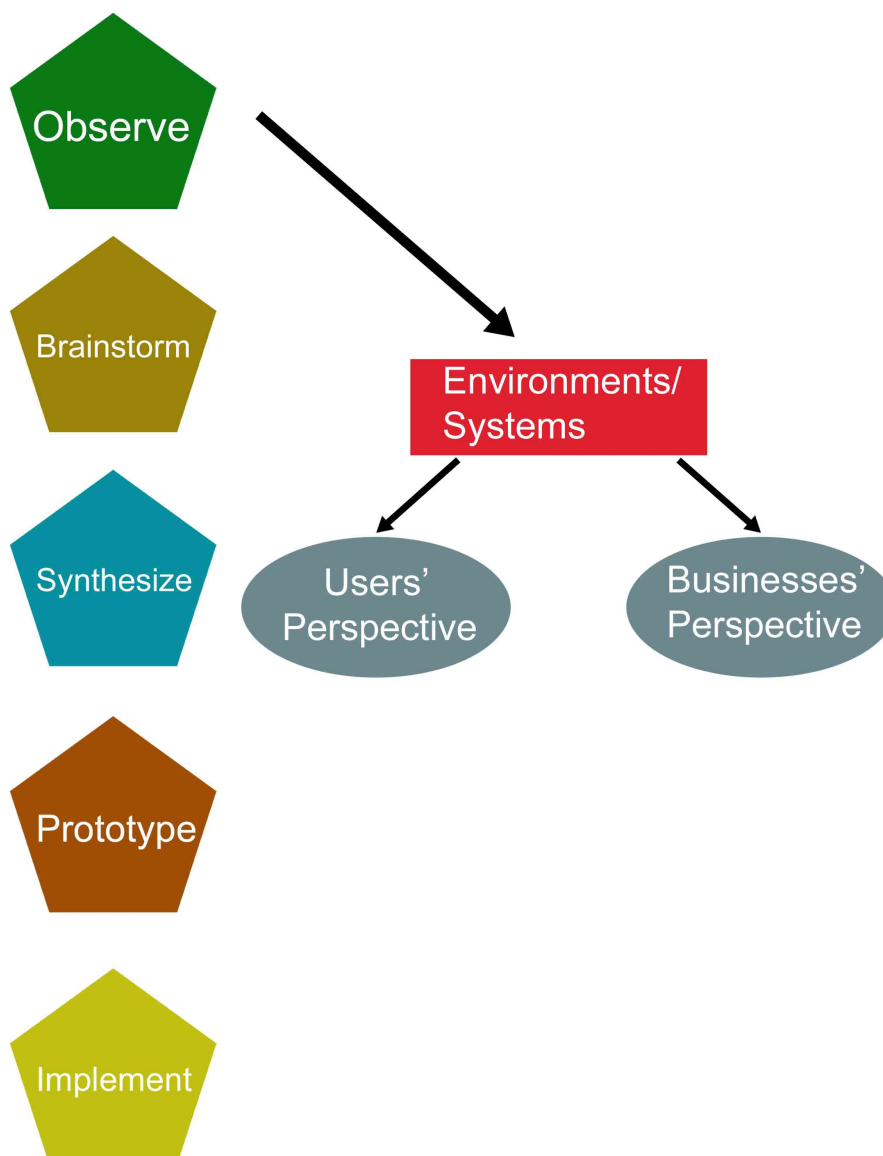 Observe
Brainstorm
Environments/
Systems
Synthesize
Users’
Perspective
Businesses’
Perspective
Prototype
Implement